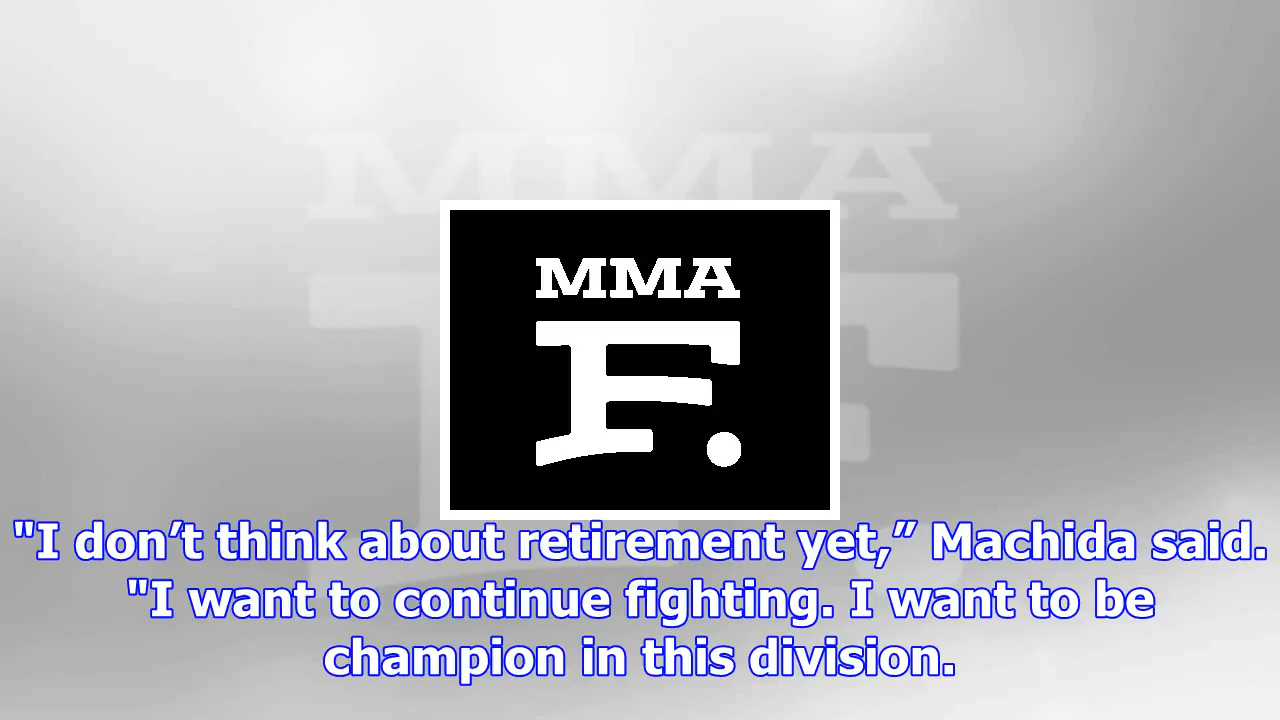 MMA
MMA
F.
"I don’t think about retirement yet,” Machida said.
"I want to continue fighting. I want to be
champion in this division.